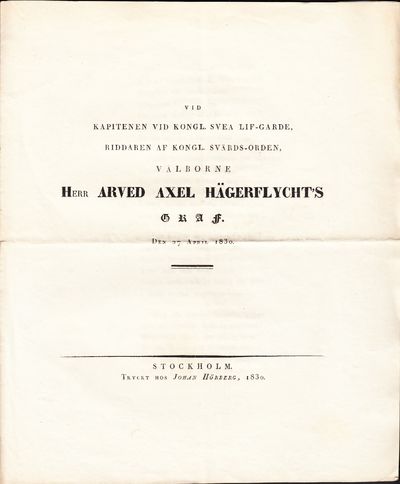 VID
KAPITENEN VID KONGL. SVEA LIF-GARDE,
RIDDAREN AF KONGL. SVÄRDS-ORDEN,
VÄLBORNE
HERR ARVED AXEL HÄGERFLYCHT'S
GRAF.
DEN 27 APRIL 1830.
STOCKHOLM.
TRYCKT HOS JOHAN HÖRBERG, 1830.